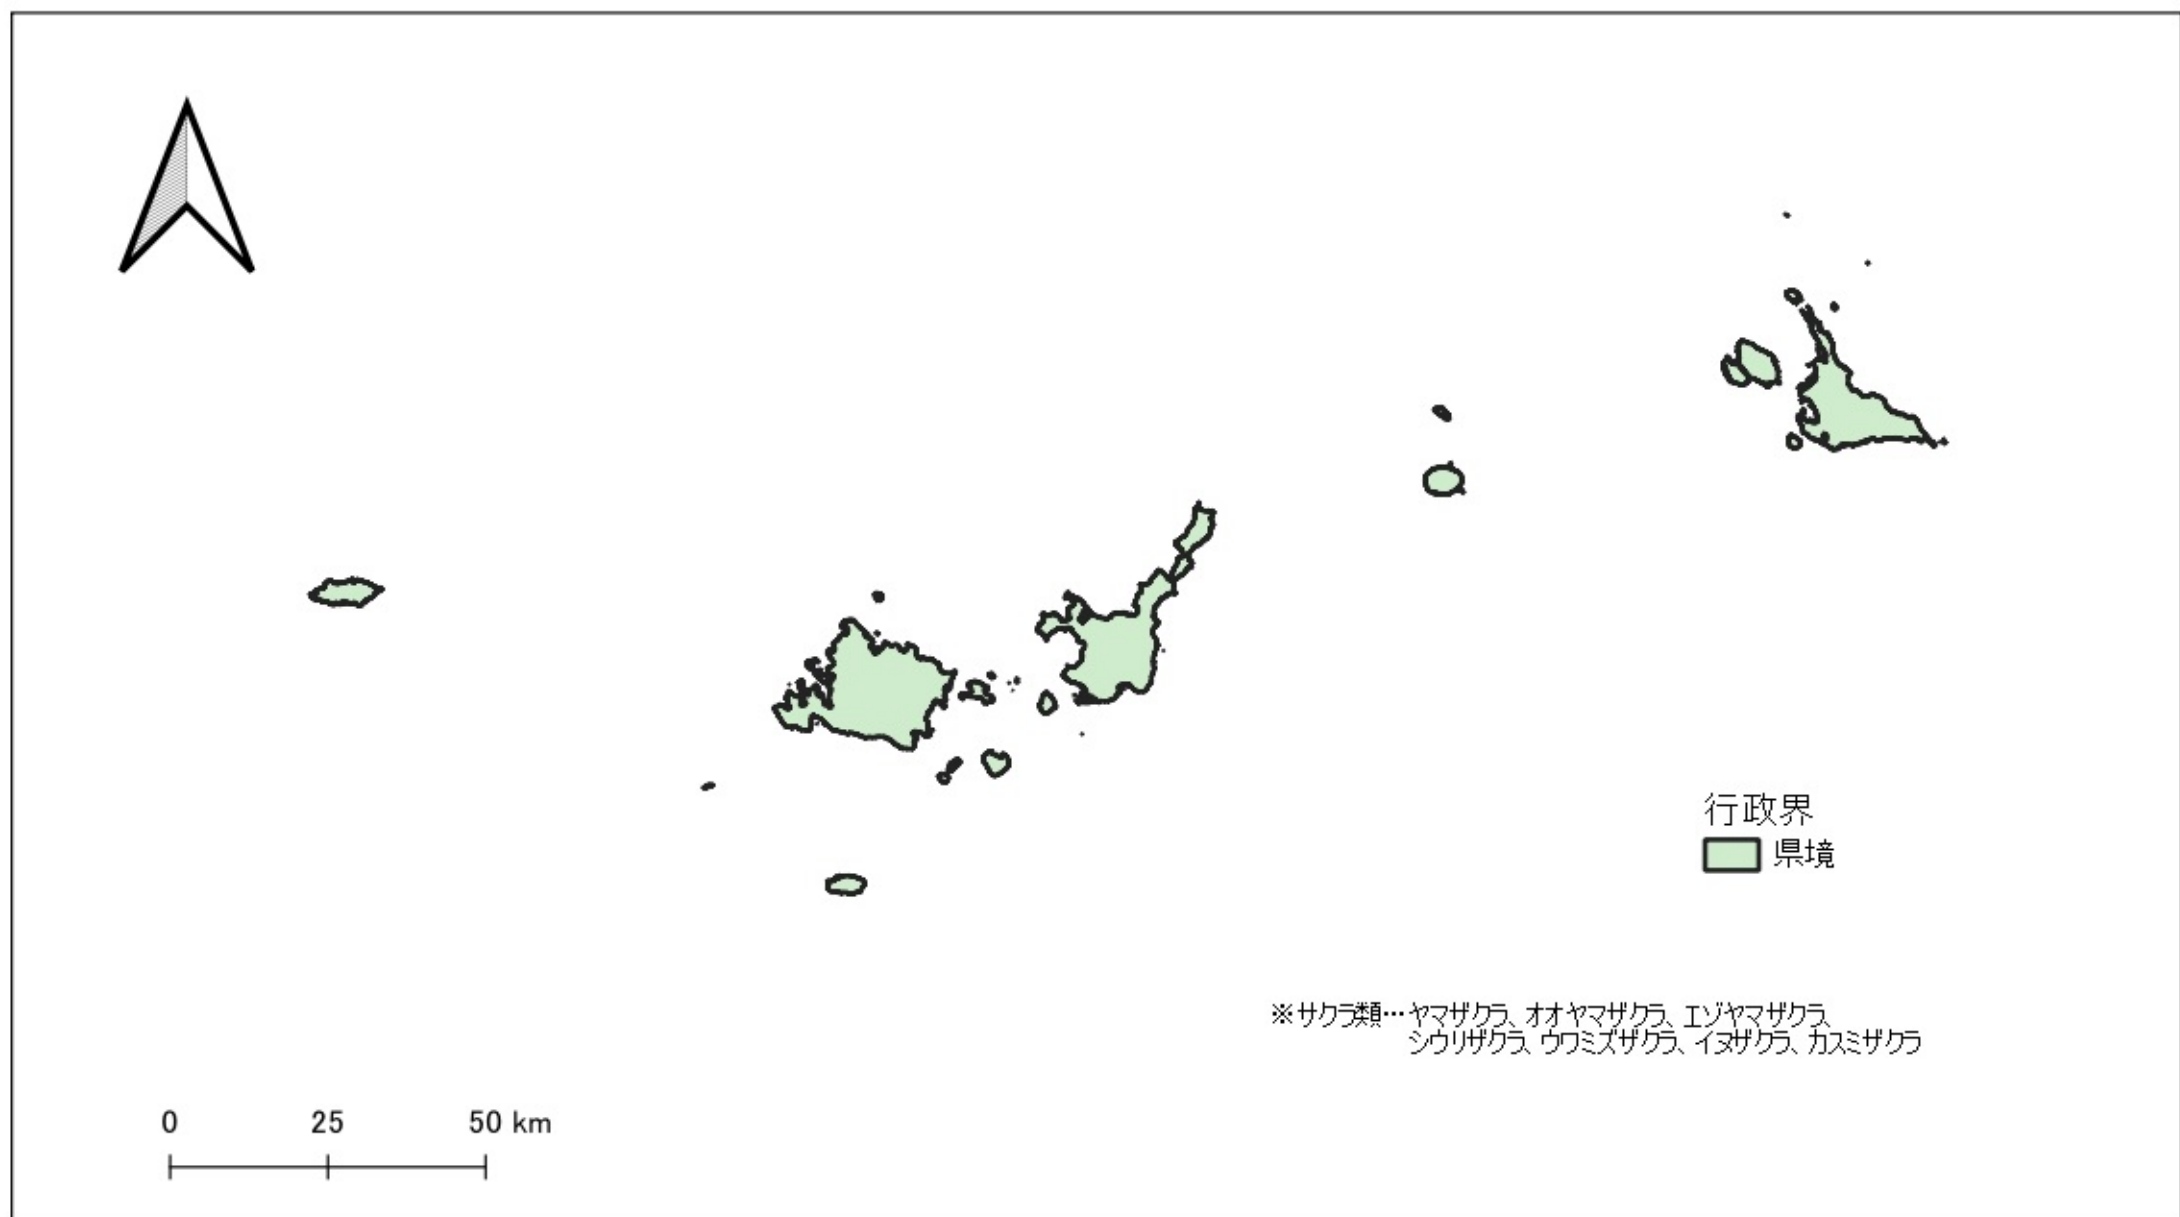 行政界
県境
※サクラ類…ヤマザクラ、オオヤマザクラ、エゾヤマザクラ、
シウリザクラ、ウワミズザクラ、イヌザクラ、カスミザクラ
0 25 50 km